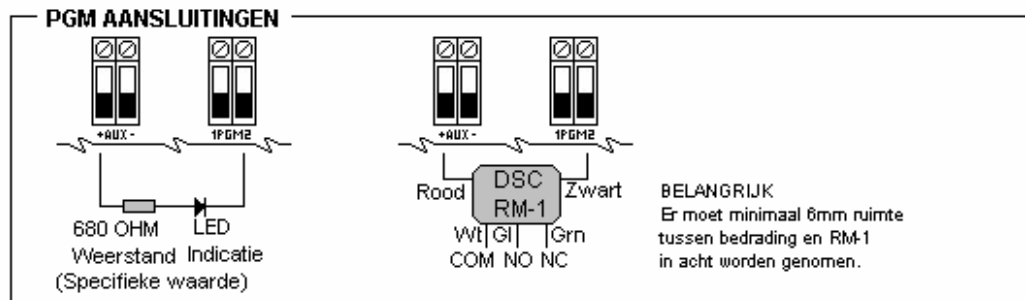 PGM AANSLUITINGEN
+AUX- 1PGM2
680 OHM LED
Weerstand Indicatie
(Specifieke waarde)
+AUX- 1PGM2
Rood DSC Zwart
RM-1
Wt Gl Grn
COM NO NC
BELANGRIJK
Er moet minimaal 6mm ruimte
tussen bedrading en RM-1
in acht worden genomen.